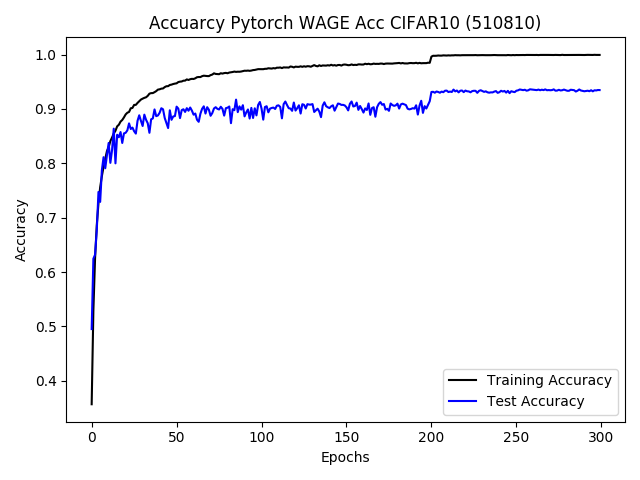 Accuarcy Pytorch WAGE Acc CIFAR10 (510810)
1.0
0.9
0.8
0.7
0.6
0.5
0.4
Accuracy
Training Accuracy
Test Accuracy
0 50 100 150 200 250 300
Epochs